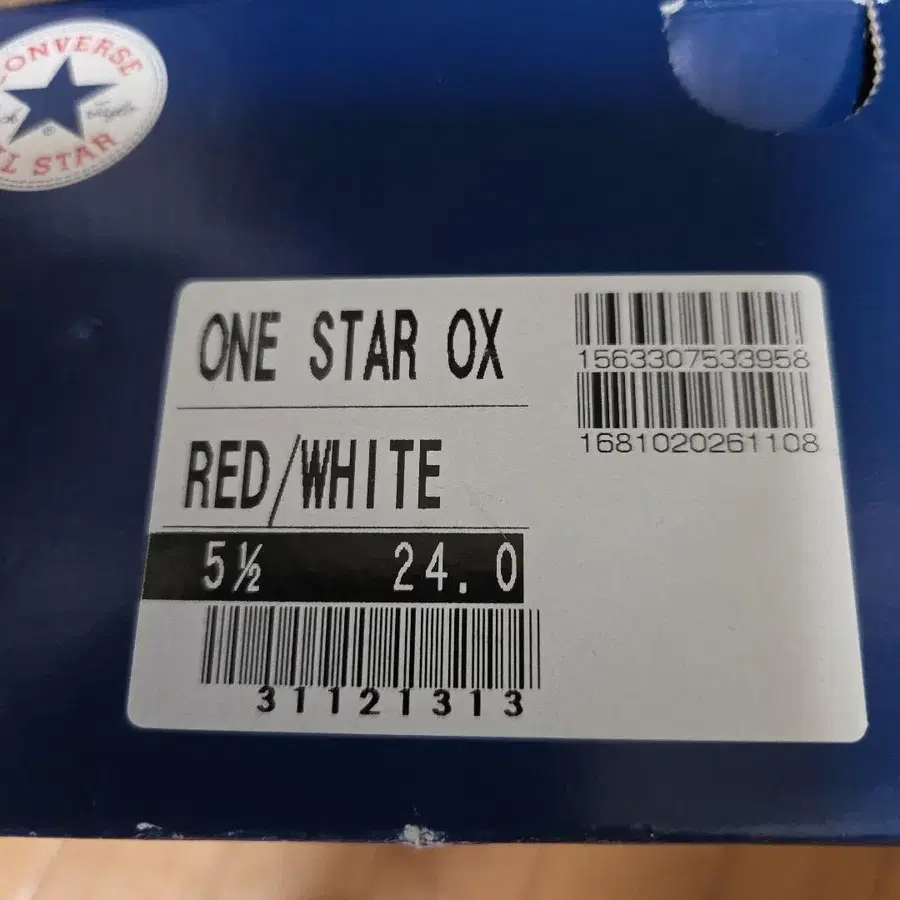 CONVERSE
ALL STAR
ONE STAR OX
RED/WHITE
5½ 24.0
31121313
1563307533958
1681020261108